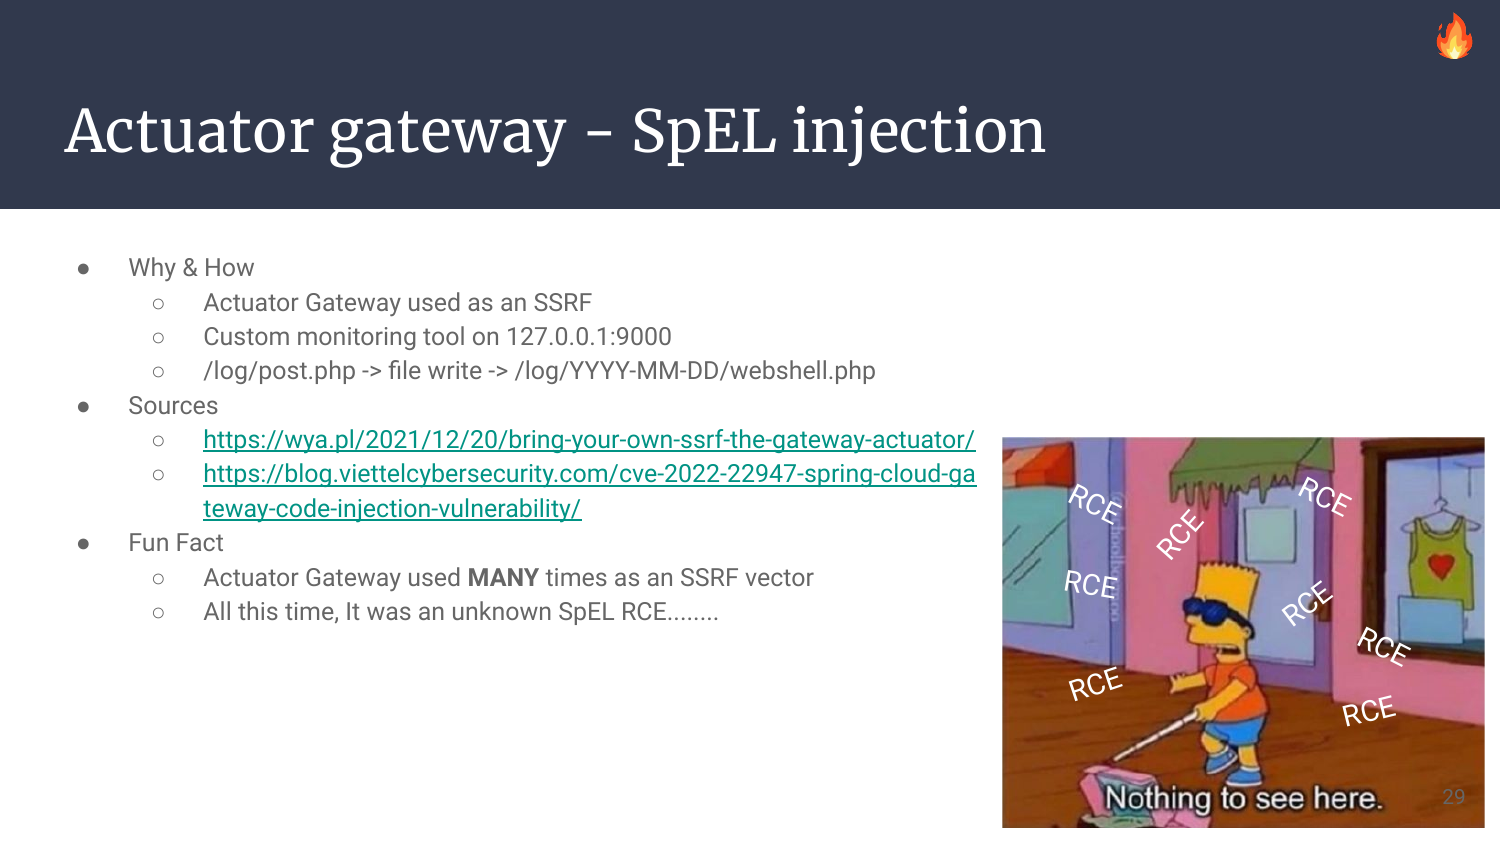 Actuator gateway - SpEL injection
● Why & How
○ Actuator Gateway used as an SSRF
○ Custom monitoring tool on 127.0.0.1:9000
○ /log/post.php -> file write -> /log/YYYY-MM-DD/webshell.php
● Sources
○ https://wya.pl/2021/12/20/bring-your-own-ssrf-the-gateway-actuator/
○ https://blog.viettelcybersecurity.com/cve-2022-22947-spring-cloud-ga
teway-code-injection-vulnerability/
● Fun Fact
○ Actuator Gateway used MANY times as an SSRF vector
○ All this time, It was an unknown SpEL RCE........
RCE
RCE
RCE
RCE
RCE
RCE
RCE
RCE
Nothing to see here.
29